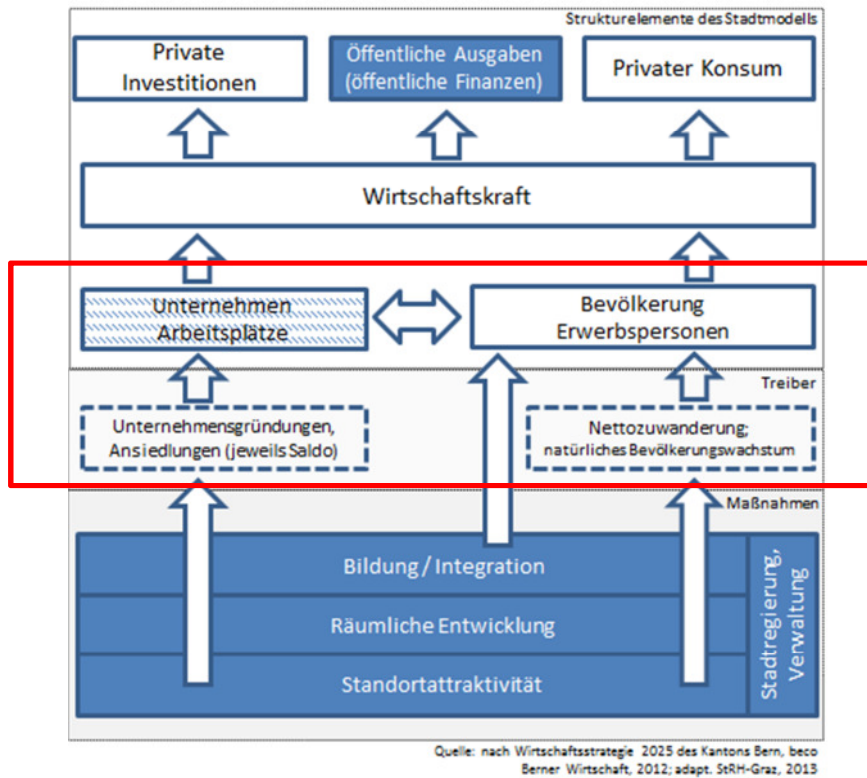 Strukturelemente des Stadtmodells
Private
Investitionen
Öffentliche Ausgaben
(öffentliche Finanzen)
Privater Konsum
Wirtschaftskraft
Unternehmen
Arbeitsplätze
Bevölkerung
Erwerbspersonen
Treiber
Unternehmensgründungen,
Ansiedlungen (jeweils Saldo)
Nettozuwanderung;
natürliches Bevölkerungswachstum
Maßnahmen
Bildung / Integration
Räumliche Entwicklung
Standortattraktivität
Stadtregierung,
Verwaltung
Quelle: nach Wirtschaftsstrategie 2025 des Kantons Bern, beco
Berner Wirtschaft, 2012; adapt. StRH-Graz, 2013